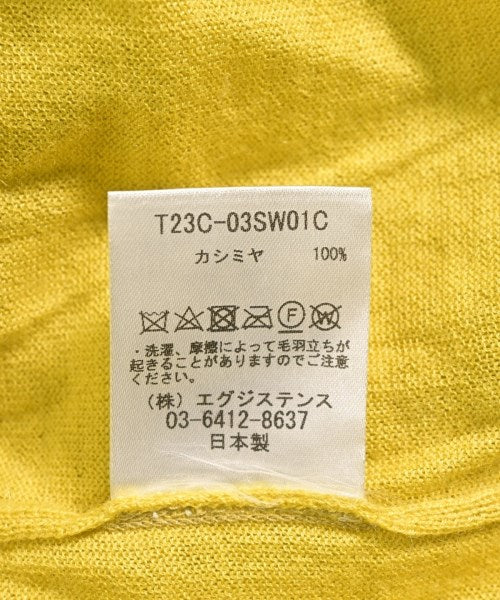 T23C-03SW01C
カシミヤ 100%
F W
・洗濯、摩擦によって毛羽立ちが
起きることがありますのでご注意
ください。
（株）エグジステンス
03-6412-8637
日本製